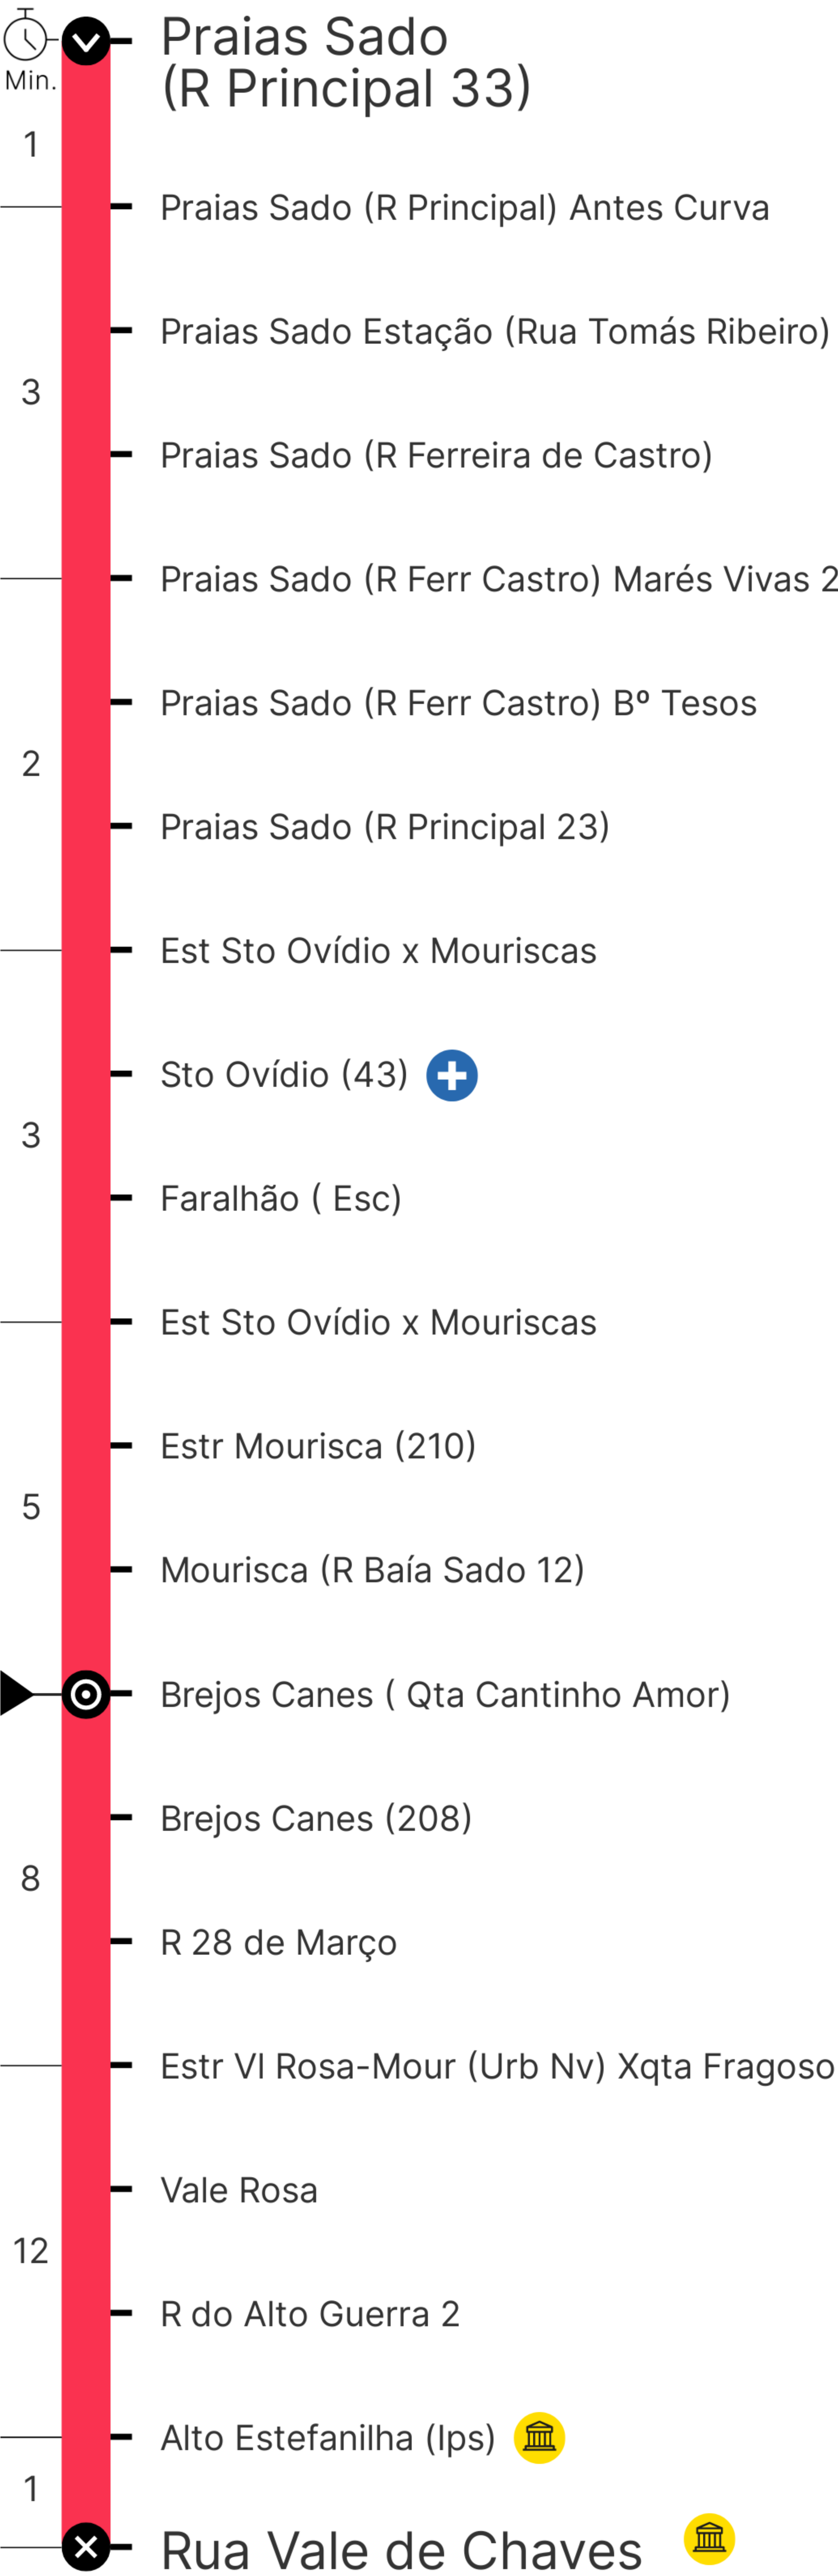 Praias Sado
(R Principal 33)
Min.
1
Praias Sado (R Principal) Antes Curva
Praias Sado Estação (Rua Tomás Ribeiro)
3
Praias Sado (R Ferreira de Castro)
Praias Sado (R Ferr Castro) Marés Vivas 2
Praias Sado (R Ferr Castro) Bº Tesos
2
Praias Sado (R Principal 23)
Est Sto Ovídio x Mouriscas
Sto Ovídio (43)
3
Faralhão ( Esc)
Est Sto Ovídio x Mouriscas
Estr Mourisca (210)
5
Mourisca (R Baía Sado 12)
Brejos Canes ( Qta Cantinho Amor)
Brejos Canes (208)
8
R 28 de Março
Estr Vl Rosa-Mour (Urb Nv) Xqta Fragoso
Vale Rosa
12
R do Alto Guerra 2
Alto Estefanilha (Ips)
1
Rua Vale de Chaves